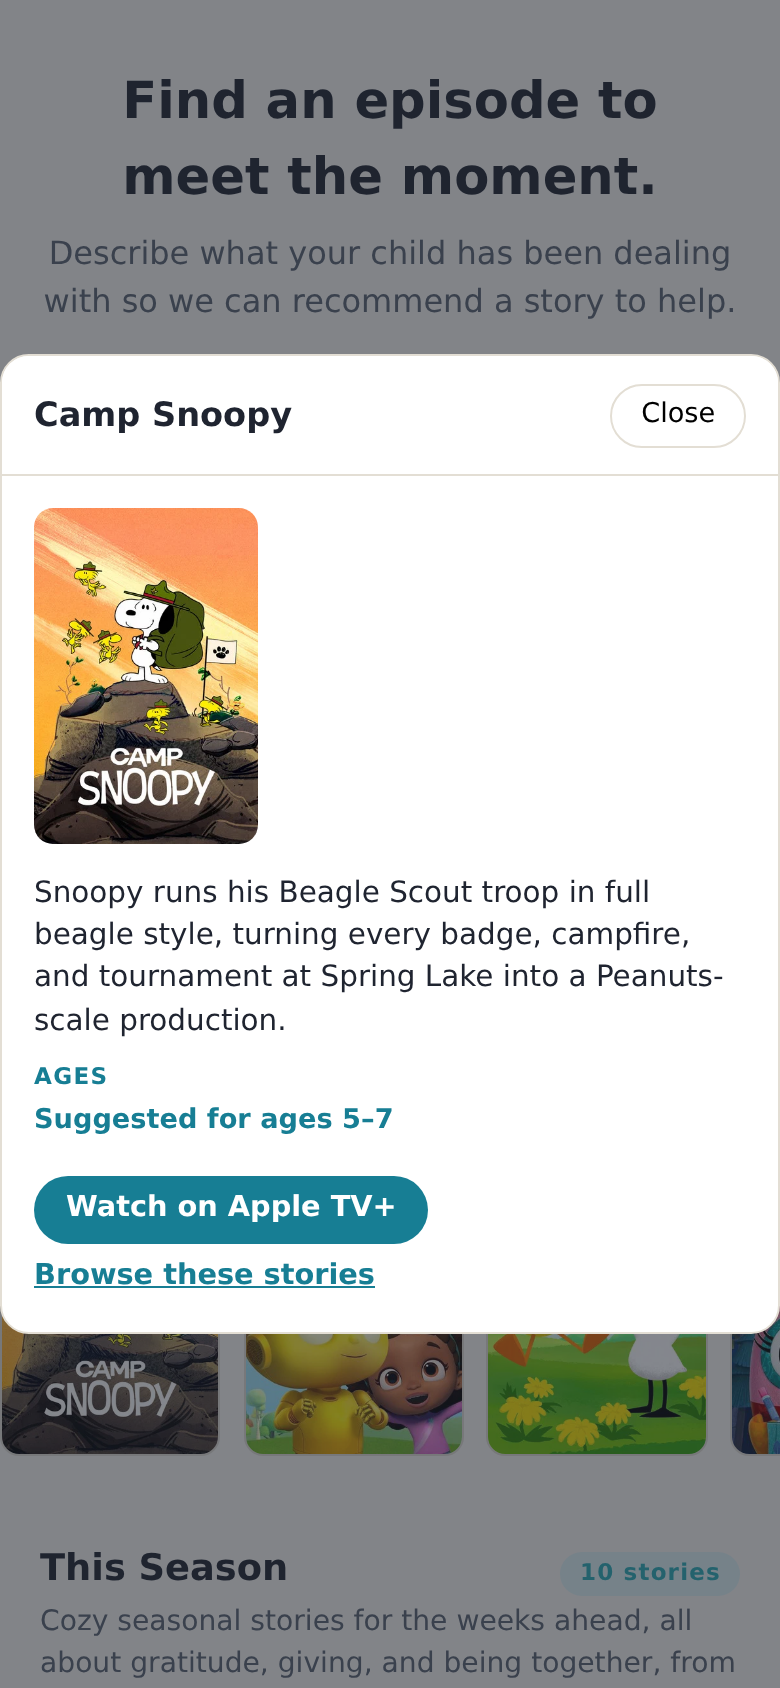 Find an episode to
meet the moment.
Describe what your child has been dealing
with so we can recommend a story to help.
Camp Snoopy
Close
CAMP
SNOOPY
Snoopy runs his Beagle Scout troop in full
beagle style, turning every badge, campfire,
and tournament at Spring Lake into a Peanuts-
scale production.
AGES
Suggested for ages 5–7
Watch on Apple TV+
Browse these stories
CAMP
SNOOPY
This Season
10 stories
Cozy seasonal stories for the weeks ahead, all
about gratitude, giving, and being together, from